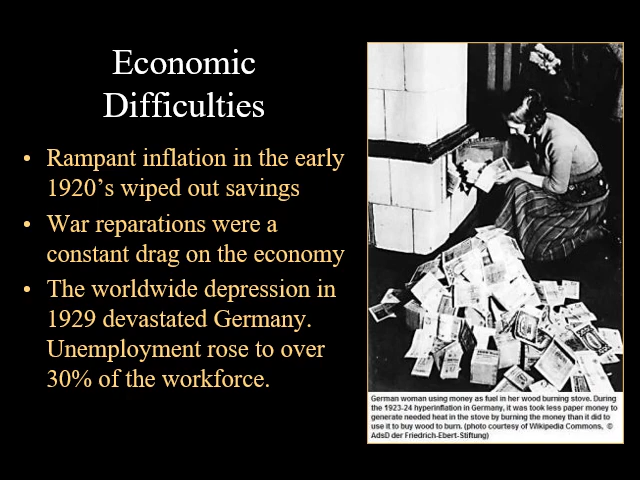 Economic
Difficulties
• Rampant inflation in the early
1920’s wiped out savings
• War reparations were a
constant drag on the economy
• The worldwide depression in
1929 devastated Germany.
Unemployment rose to over
30% of the workforce.
German woman using money as fuel in her wood burning stove. During
the 1923-24 hyperinflation in Germany, it was took less paper money to
generate needed heat in the stove by burning the money than it did to
use it to buy wood to burn. (photo courtesy of Wikipedia Commons, ©
AdsD der Friedrich-Ebert-Stiftung)